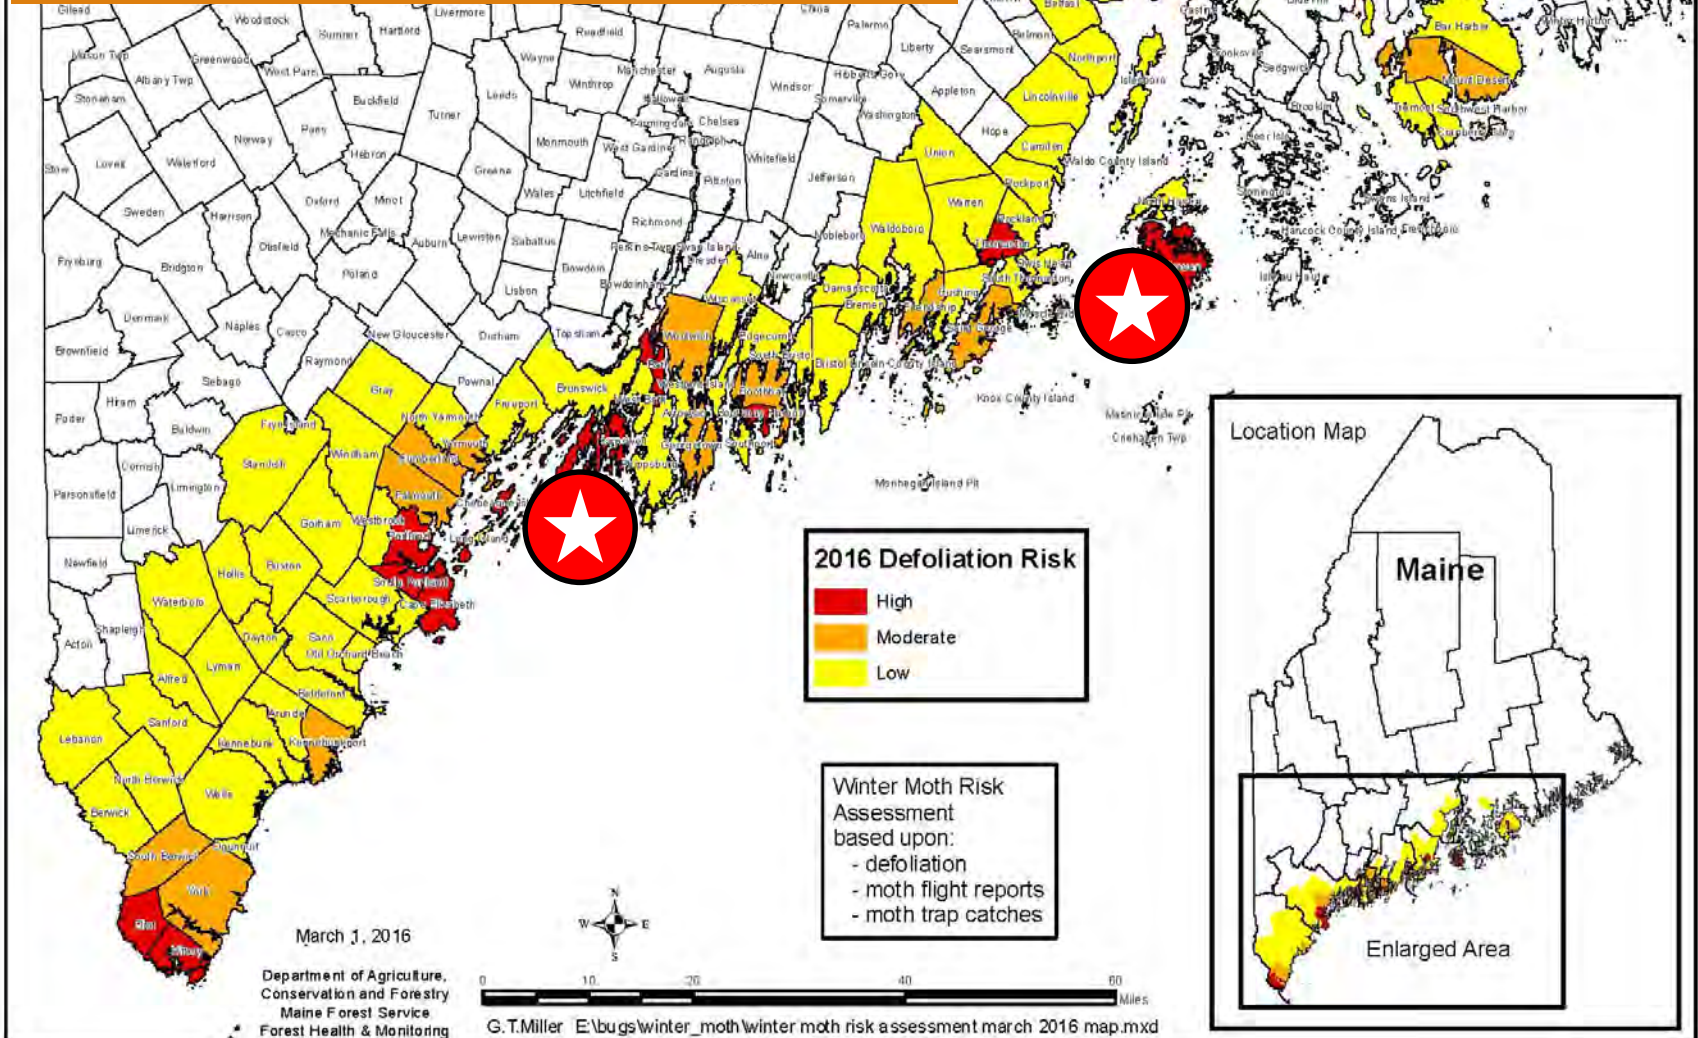 Gilead
Woodstock
Livermore
China
Belfast
Mason Twp
Greenwood
Sumner
Hartford
Readfield
Palermo
Belmont
Winter Harbor
Albany Twp
West Paris
Wayne
Manchester
Augusta
Liberty
Searsmont
Northport
Islesboro
Brooksville
Sedgwick
Bar Harbor
Stoneham
Buckfield
Leeds
Winthrop
Hallowell
Windsor
Hibberts Gore
Somerville
Appleton
Lincolnville
Brooklin
Mount Desert
Turner
Farmingdale
Chelsea
Washington
Tremont
Southwest Harbor
Norway
Paris
Monmouth
West Gardiner
Randolph
Hope
Camden
Deer Isle
Cranberry Isles
Stow
Lovell
Waterford
Hebron
Greene
Whitefield
Union
Waldo County Island
Gardiner
Pittston
Jefferson
Rockport
Stonington
Swans Island
Sweden
Harrison
Oxford
Minot
Wales
Litchfield
Warren
North Haven
Mechanic Falls
Auburn
Lewiston
Sabattus
Richmond
Waldoboro
Rockland
Hancock County Island
Frenchboro
Otisfield
Perkins Twp Swan Island
Nobleboro
Thomaston
Fryeburg
Bridgton
Poland
Bowdoin
Dresden
Alna
Newcastle
Owls Head
South Thomaston
Isle au Haut
Lisbon
Bowdoinham
Wiscasset
Damariscotta
Bremen
Cushing
Denmark
Naples
Casco
New Gloucester
Durham
Topsham
Woolwich
Edgecomb
Friendship
Saint George
Brownfield
Raymond
South Bristol
Bristol
Lincoln County Island
Sebago
Gray
Pownal
Brunswick
Bath
Westport Island
Boothbay
Porter
Hiram
Freeport
West Bath
Knox County Island
Matinicus Isle Plt
Baldwin
Frye Island
North Yarmouth
Arrowsic
Boothbay Harbor
Criehaven Twp
Yarmouth
Harpswell
Georgetown
Southport
Cornish
Standish
Windham
Cumberland
Phippsburg
Parsonsfield
Limington
Falmouth
Monhegan Island Plt
Location Map
Chebeague Island
Limerick
Gorham
Westbrook
Portland
Long Island
Newfield
Hollis
Buxton
South Portland
2016 Defoliation Risk
High
Moderate
Low
Maine
Waterboro
Scarborough
Cape Elizabeth
Shapleigh
Acton
Dayton
Saco
Old Orchard Beach
Lyman
Alfred
Biddeford
Sanford
Arundel
Lebanon
Kennebunk
Kennebunkport
North Berwick
Wells
Berwick
Winter Moth Risk
Assessment
based upon:
- defoliation
- moth flight reports
- moth trap catches
South Berwick
Ogunquit
York
Eliot
Kittery
N
W
E
S
March 1, 2016
Enlarged Area
Department of Agriculture,
Conservation and Forestry
Maine Forest Service
Forest Health & Monitoring
0 10 20 40 60
Miles
G.T.Miller E:\bugs\winter_moth\winter moth risk assessment march 2016 map.mxd